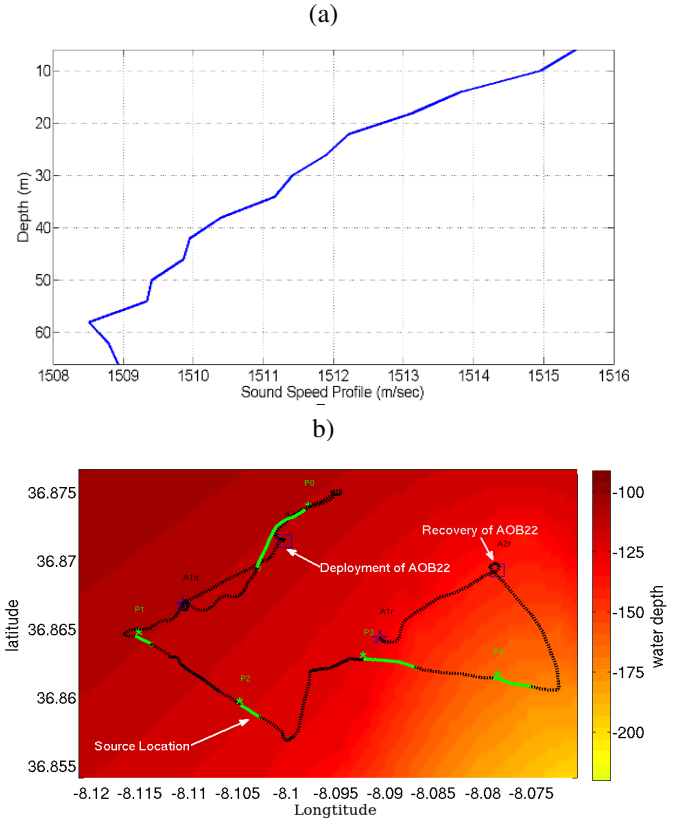 (a)
10
20
30
40
50
60
Depth (m)
1508 1509 1510 1511 1512 1513 1514 1515 1516
Sound Speed Profile (m/sec)
b)
36.875
36.87
36.865
36.86
36.855
latitude
P0
Recovery of AOB22
A2r
Deployment of AOB22
A1d
P1
A1r
P3
P4
P2
Source Location
-8.12 -8.115 -8.11 -8.105 -8.1 -8.095 -8.09 -8.085 -8.08 -8.075
Longtitude
-100
-125
-150
-175
-200
water depth